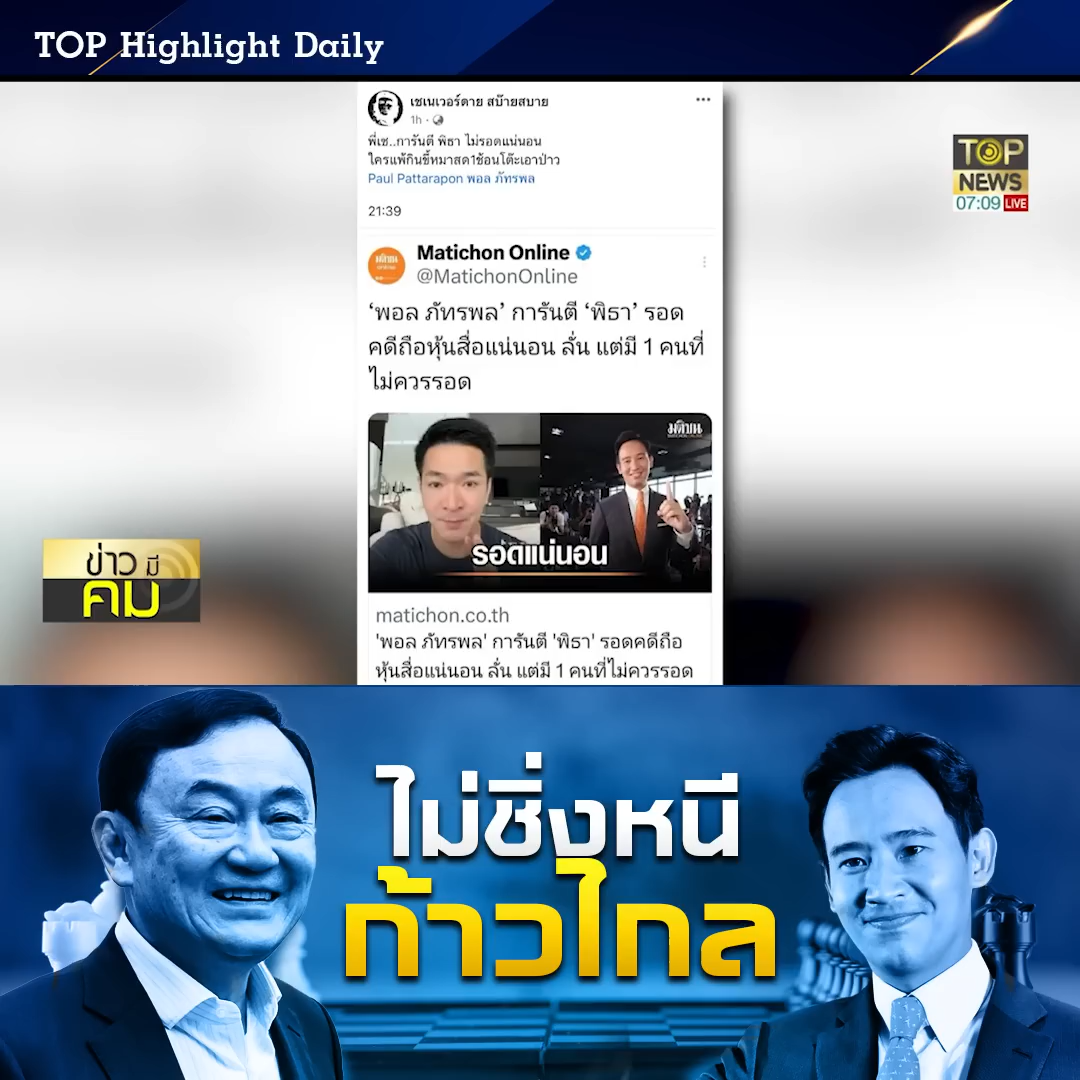 TOP Highlight Daily
เชเนเวอร์ดาย สบ๊ายสบาย
1h
พี่เช..การันตี พิธา ไม่รอดแน่นอน
ใครแพ้กินขี้หมาสด1ช้อนโต๊ะเอาป่าว
Paul Pattarapon พอล ภัทรพล
21:39
TOP
NEWS
07:09 LIVE
มติชน
Matichon Online
@MatichonOnline
‘พอล ภัทรพล’ การันตี ‘พิธา’ รอด
คดีถือหุ้นสื่อแน่นอน ลั่น แต่มี 1 คนที่
ไม่ควรรอด
มติชน
รอดแน่นอน
matichon.co.th
'พอล ภัทรพล' การันตี 'พิธา' รอดคดีถือ
หุ้นสื่อแน่นอน ลั่น แต่มี 1 คนที่ไม่ควรรอด
ข่าวมี
คม
ไม่ชิ่งหนี
ก้าวไกล